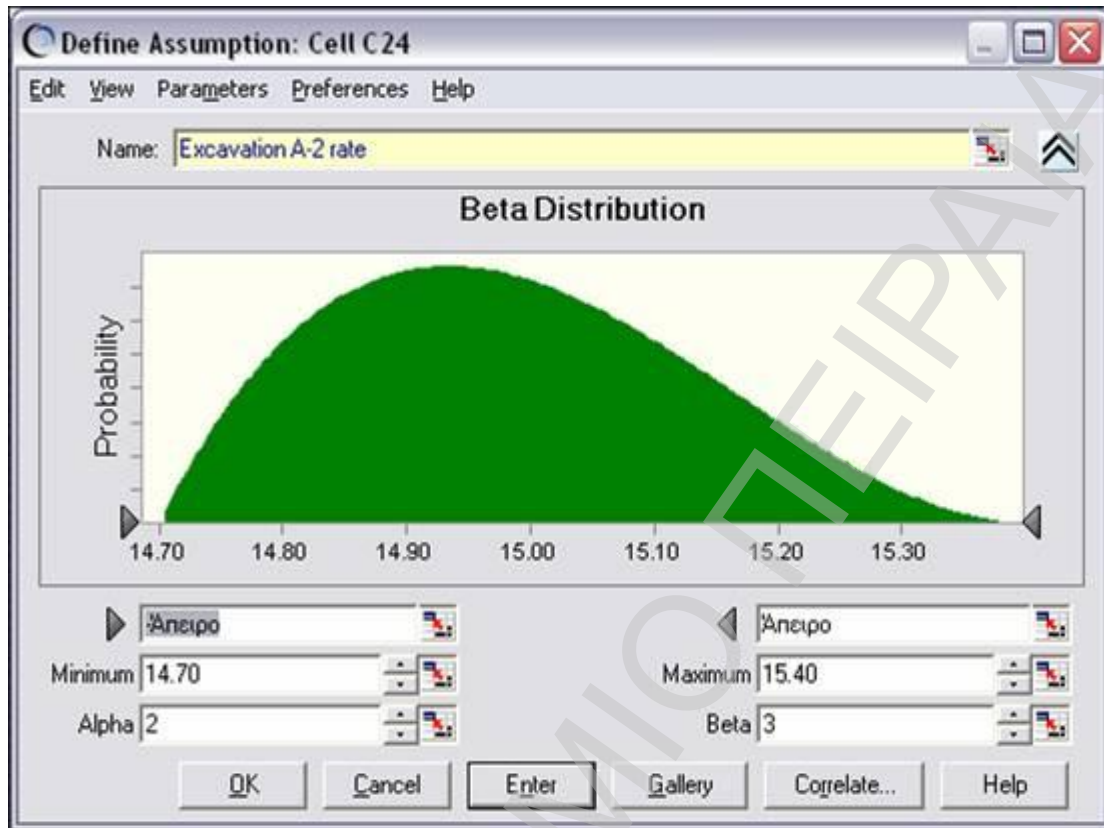 Define Assumption: Cell C24
Edit View Parameters Preferences Help
Name: Excavation A-2 rate
Beta Distribution
Probability
14.70 14.80 14.90 15.00 15.10 15.20 15.30
-Άπειρο Άπειρο
Minimum 14.70 Maximum 15.40
Alpha 2 Beta 3
OK Cancel Enter Gallery Correlate... Help
ΜΙΟ ΠΕΙΡΑΙΑ